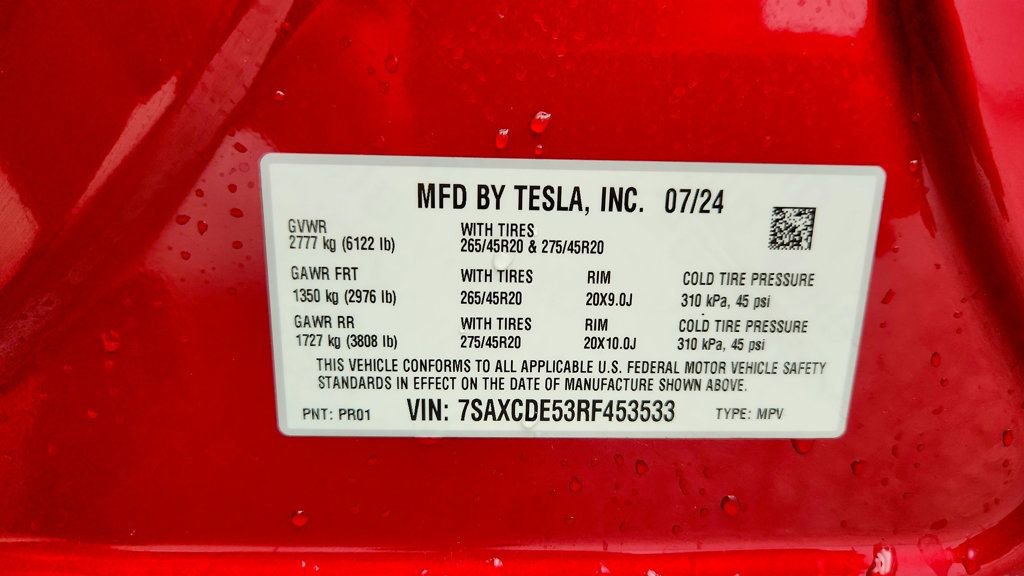 MFD BY TESLA, INC. 07/24
GVWR WITH TIRES
2777 kg (6122 lb) 265/45R20 & 275/45R20
GAWR FRT WITH TIRES RIM COLD TIRE PRESSURE
1350 kg (2976 lb) 265/45R20 20X9.0J 310 kPa, 45 psi
GAWR RR WITH TIRES RIM COLD TIRE PRESSURE
1727 kg (3808 lb) 275/45R20 20X10.0J 310 kPa, 45 psi
THIS VEHICLE CONFORMS TO ALL APPLICABLE U.S. FEDERAL MOTOR VEHICLE SAFETY
STANDARDS IN EFFECT ON THE DATE OF MANUFACTURE SHOWN ABOVE.
PNT: PR01 VIN: 7SAXCDE53RF453533 TYPE: MPV